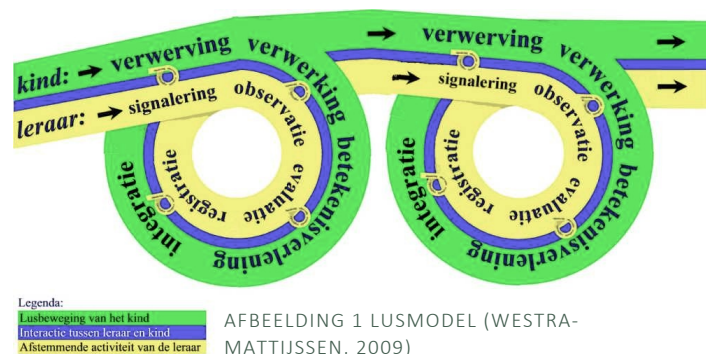 kind: → verwerving verwerking betekenisverlening integratie
leraar: → signalering observatie evaluatie registratie
→ verwerving verwerking betekenisverlening integratie →
→ signalering observatie evaluatie registratie →
Legenda:
Lusbeweging van het kind
Interactie tussen leraar en kind
Afstemmende activiteit van de leraar
AFBEELDING 1 LUSMODEL (WESTRA-
MATTIJSSEN, 2009)